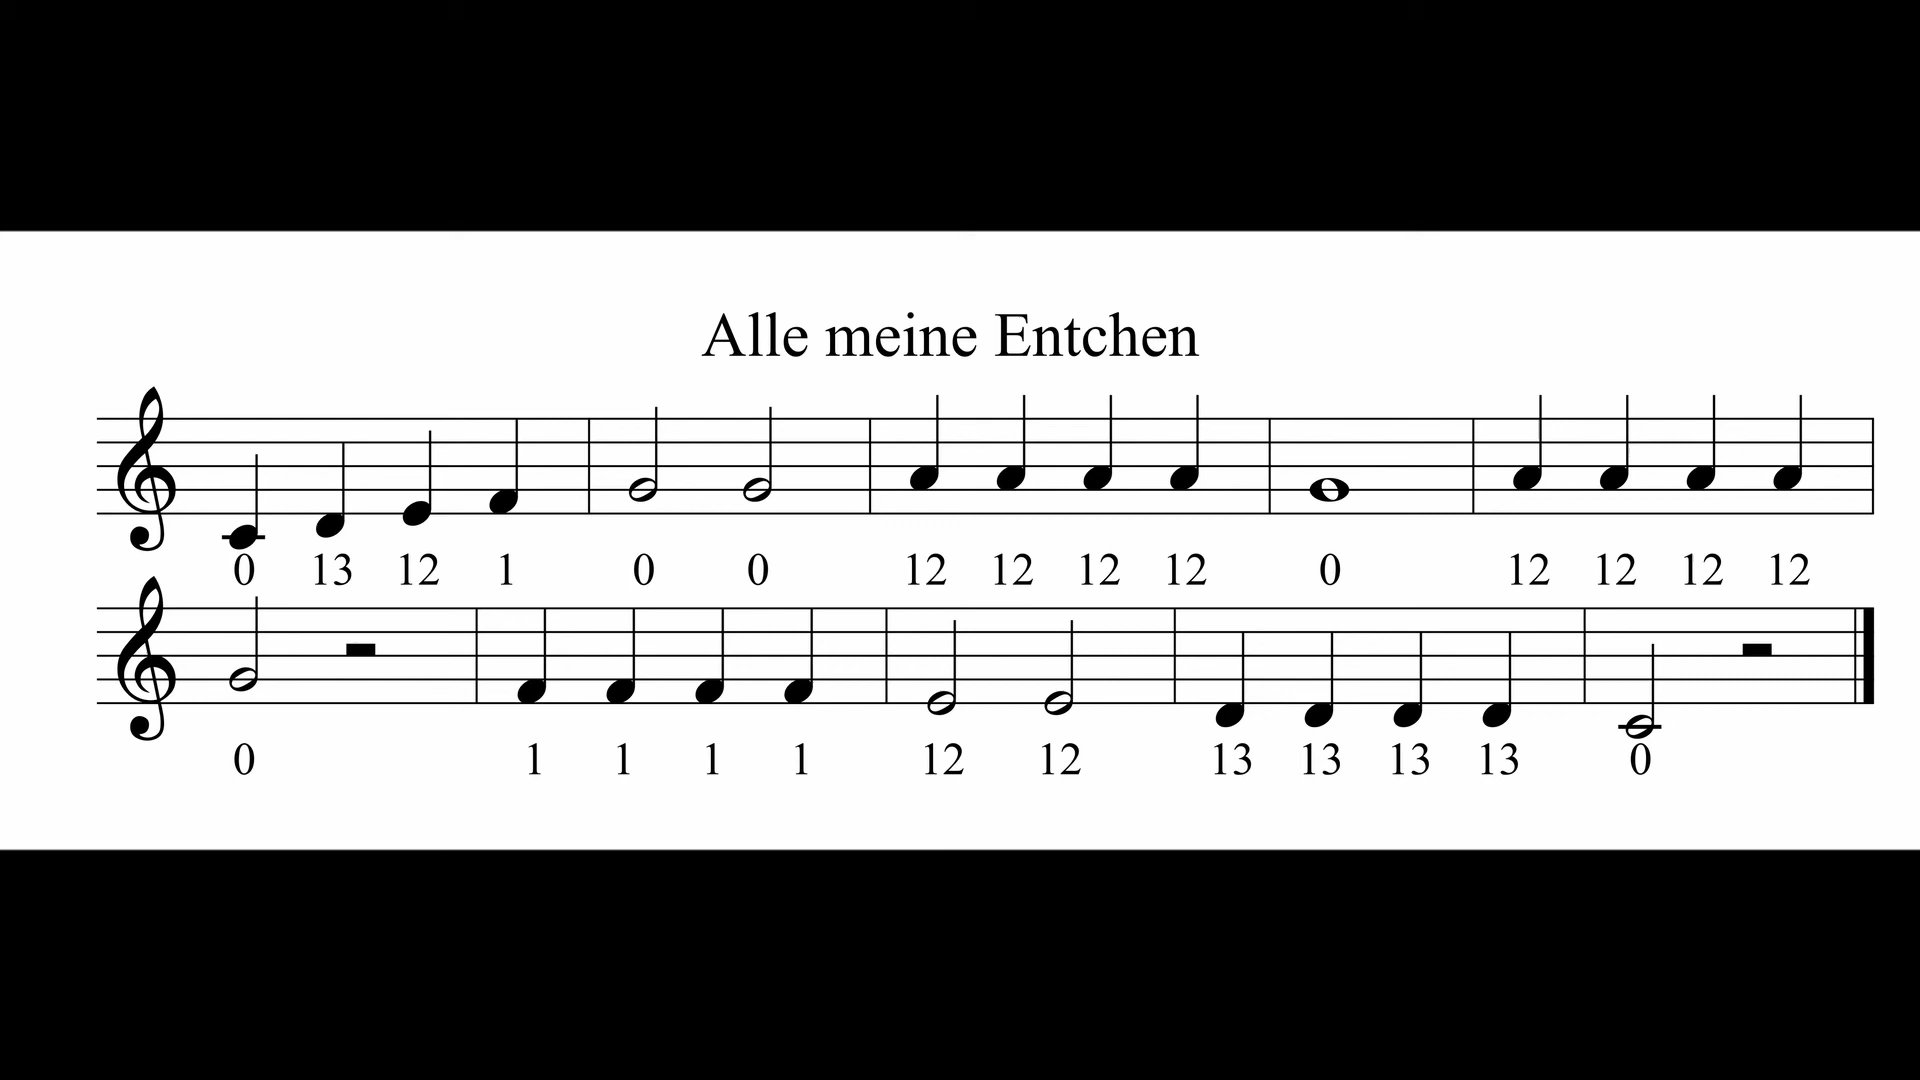 Alle meine Entchen
0 13 12 1 0 0 12 12 12 12 0 12 12 12 12
0 1 1 1 1 12 12 13 13 13 13 0